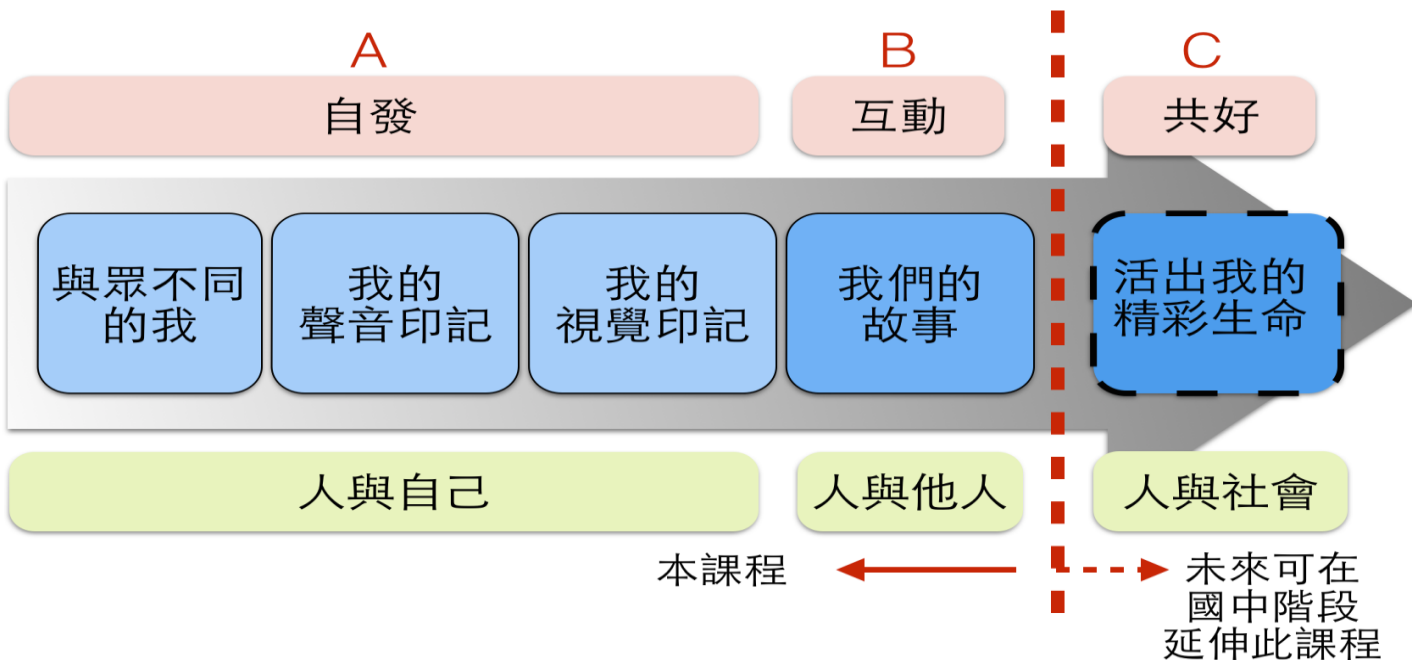 A
B
C
自發
互動
共好
與眾不同
的我
我的
聲音印記
我的
視覺印記
我們的
故事
活出我的
精彩生命
人與自己
人與他人
人與社會
本課程
未來可在
國中階段
延伸此課程